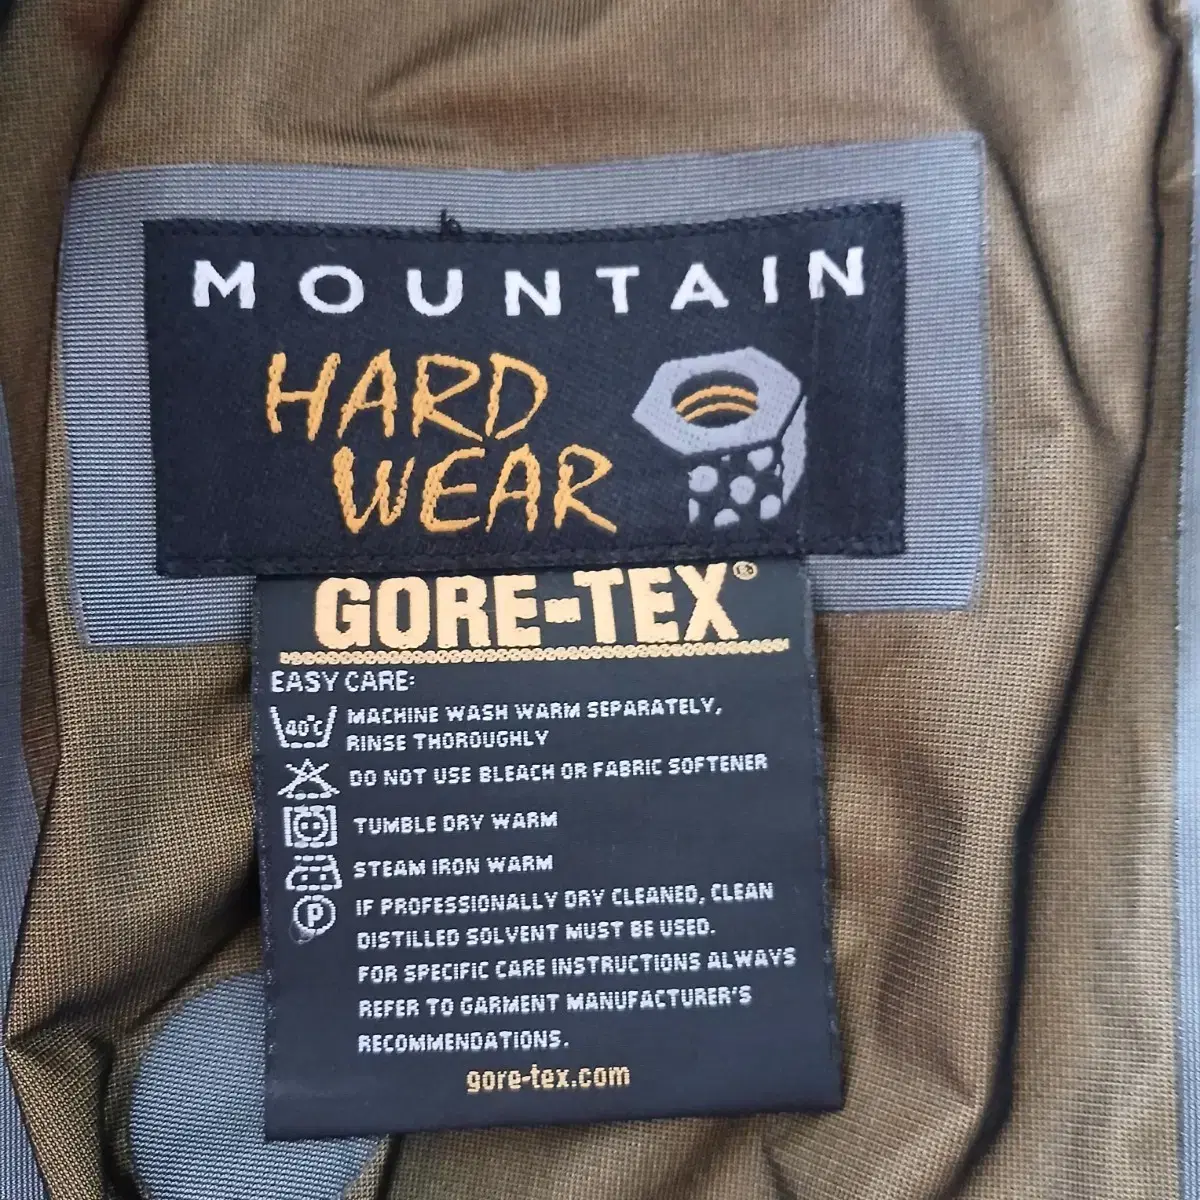 MOUNTAIN
HARD
WEAR
GORE-TEX®
EASY CARE:
40°C MACHINE WASH WARM SEPARATELY,
RINSE THOROUGHLY
DO NOT USE BLEACH OR FABRIC SOFTENER
TUMBLE DRY WARM
STEAM IRON WARM
P IF PROFESSIONALLY DRY CLEANED, CLEAN
DISTILLED SOLVENT MUST BE USED.
FOR SPECIFIC CARE INSTRUCTIONS ALWAYS
REFER TO GARMENT MANUFACTURER'S
RECOMMENDATIONS.
gore-tex.com